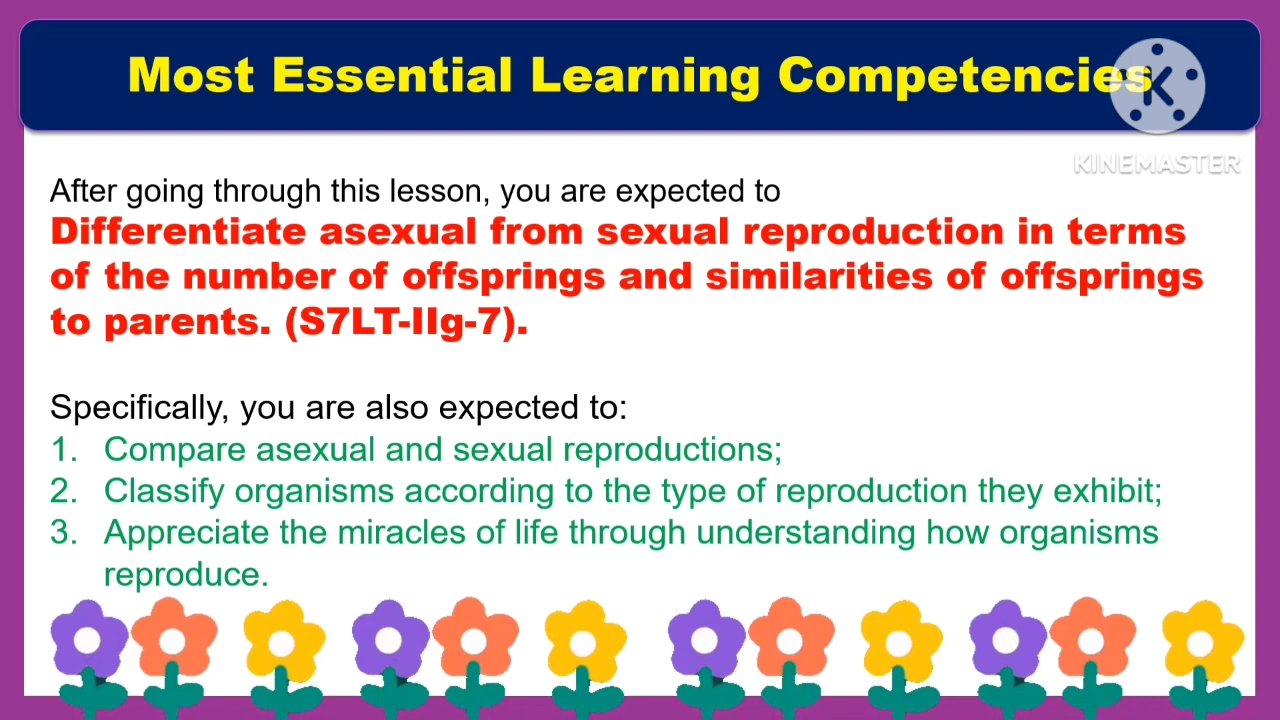 Most Essential Learning Competencies
K
KINEMASTER
After going through this lesson, you are expected to
Differentiate asexual from sexual reproduction in terms
of the number of offsprings and similarities of offsprings
to parents. (S7LT-IIg-7).
Specifically, you are also expected to:
1. Compare asexual and sexual reproductions;
2. Classify organisms according to the type of reproduction they exhibit;
3. Appreciate the miracles of life through understanding how organisms
reproduce.